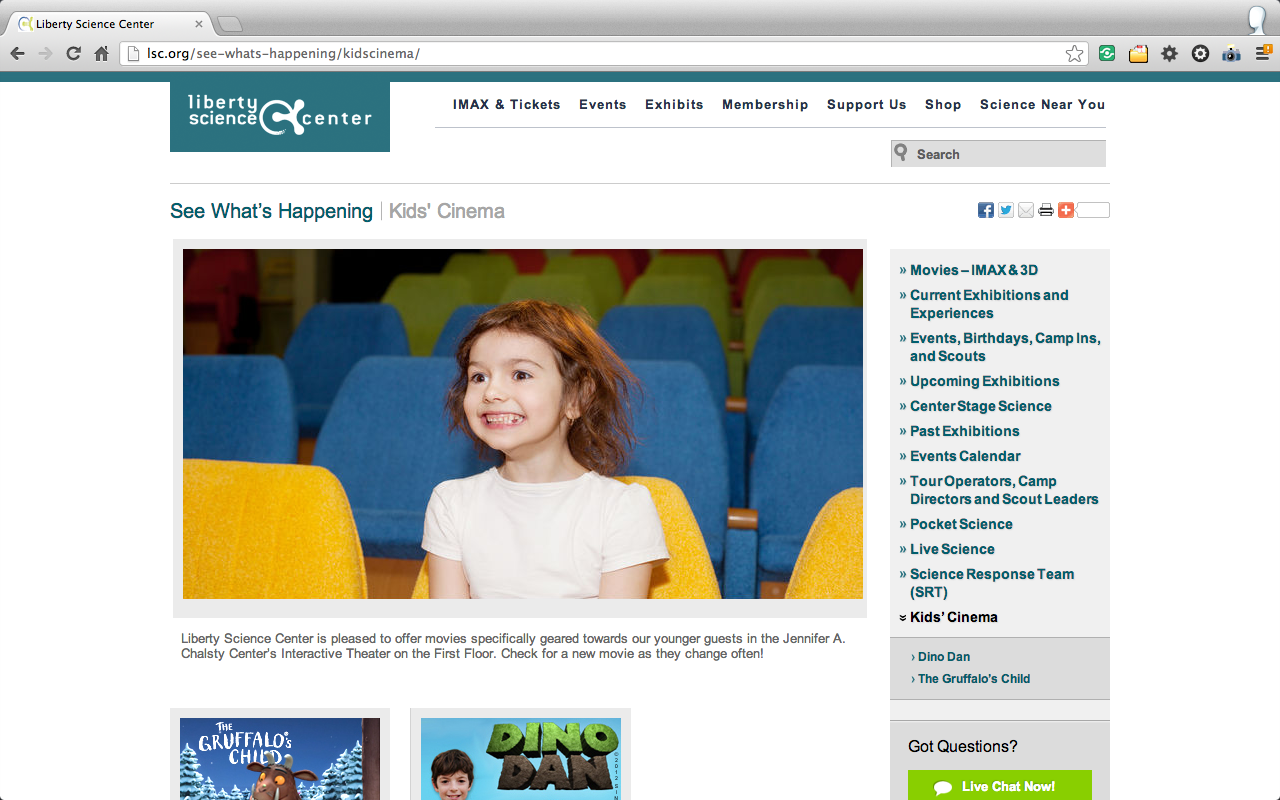 Liberty Science Center
lsc.org/see-whats-happening/kidscinema/
liberty
science center
IMAX & Tickets Events Exhibits Membership Support Us Shop Science Near You
Search
See What's Happening | Kids' Cinema
» Movies – IMAX & 3D
» Current Exhibitions and
Experiences
» Events, Birthdays, Camp Ins,
and Scouts
» Upcoming Exhibitions
» Center Stage Science
» Past Exhibitions
» Events Calendar
» Tour Operators, Camp
Directors and Scout Leaders
» Pocket Science
» Live Science
» Science Response Team
(SRT)
Kids' Cinema
› Dino Dan
› The Gruffalo's Child
Got Questions?
Live Chat Now!
Liberty Science Center is pleased to offer movies specifically geared towards our younger guests in the Jennifer A.
Chalsty Center's Interactive Theater on the First Floor. Check for a new movie as they change often!
THE
GRUFFALO'S
CHILD
DINO
DAN